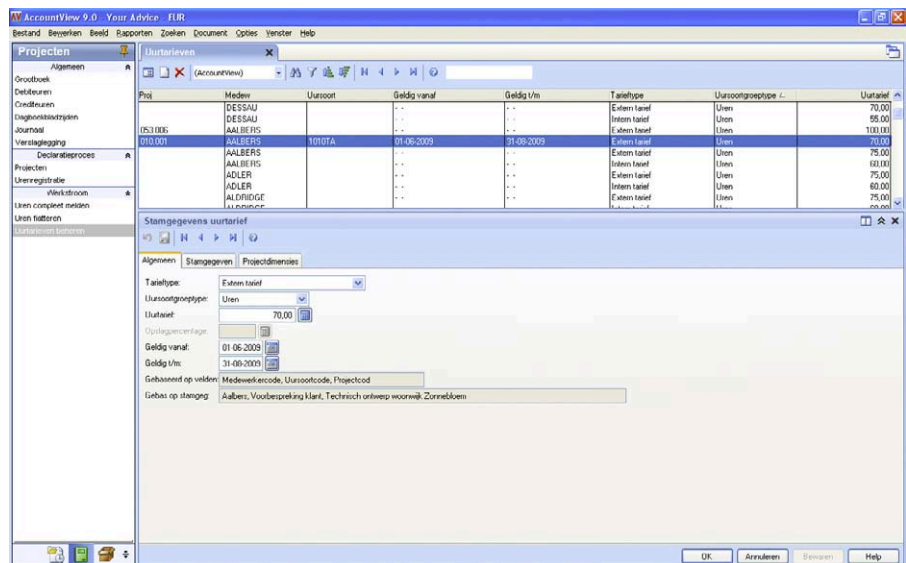 AccountView 9.0 - Your Advice - EUR
Bestand Bewerken Beeld Rapporten Zoeken Document Opties Venster Help
Projecten
Algemeen
Grootboek
Debiteuren
Crediteuren
Dagboekbladzijden
Journaal
Verslaglegging
Declaratieproces
Projecten
Urenregistratie
Werkstroom
Uren compleet melden
Uren fiatteren
Uurtarieven beheren
Uurtarieven
(AccountView)
Proj Medew Uursoort Geldig vanaf Geldig t/m Tarieftype Uursoortgroeptype Uurtarief
DESSAU - - - - Extern tarief Uren 70,00
DESSAU - - - - Intern tarief Uren 55,00
053.006 AALBERS - - - - Extern tarief Uren 100,00
010.001 AALBERS 1010TA 01-06-2009 31-08-2009 Extern tarief Uren 70,00
AALBERS - - - - Extern tarief Uren 75,00
AALBERS - - - - Intern tarief Uren 60,00
ADLER - - - - Extern tarief Uren 75,00
ADLER - - - - Intern tarief Uren 60,00
ALDRIDGE - - - - Extern tarief Uren 75,00
Stamgegevens uurtarief
Algemeen Stamgegeven Projectdimensies
Tarieftype: Extern tarief
Uursoortgroeptype: Uren
Uurtarief: 70,00
Opslagpercentage:
Geldig vanaf: 01-06-2009
Geldig t/m: 31-08-2009
Gebaseerd op velden: Medewerkercode, Uursoortcode, Projectcod
Gebas op stamgeg: Aalbers, Voorbespreking klant, Technisch ontwerp woonwijk Zonnebloem
OK Annuleren Bewaren Help